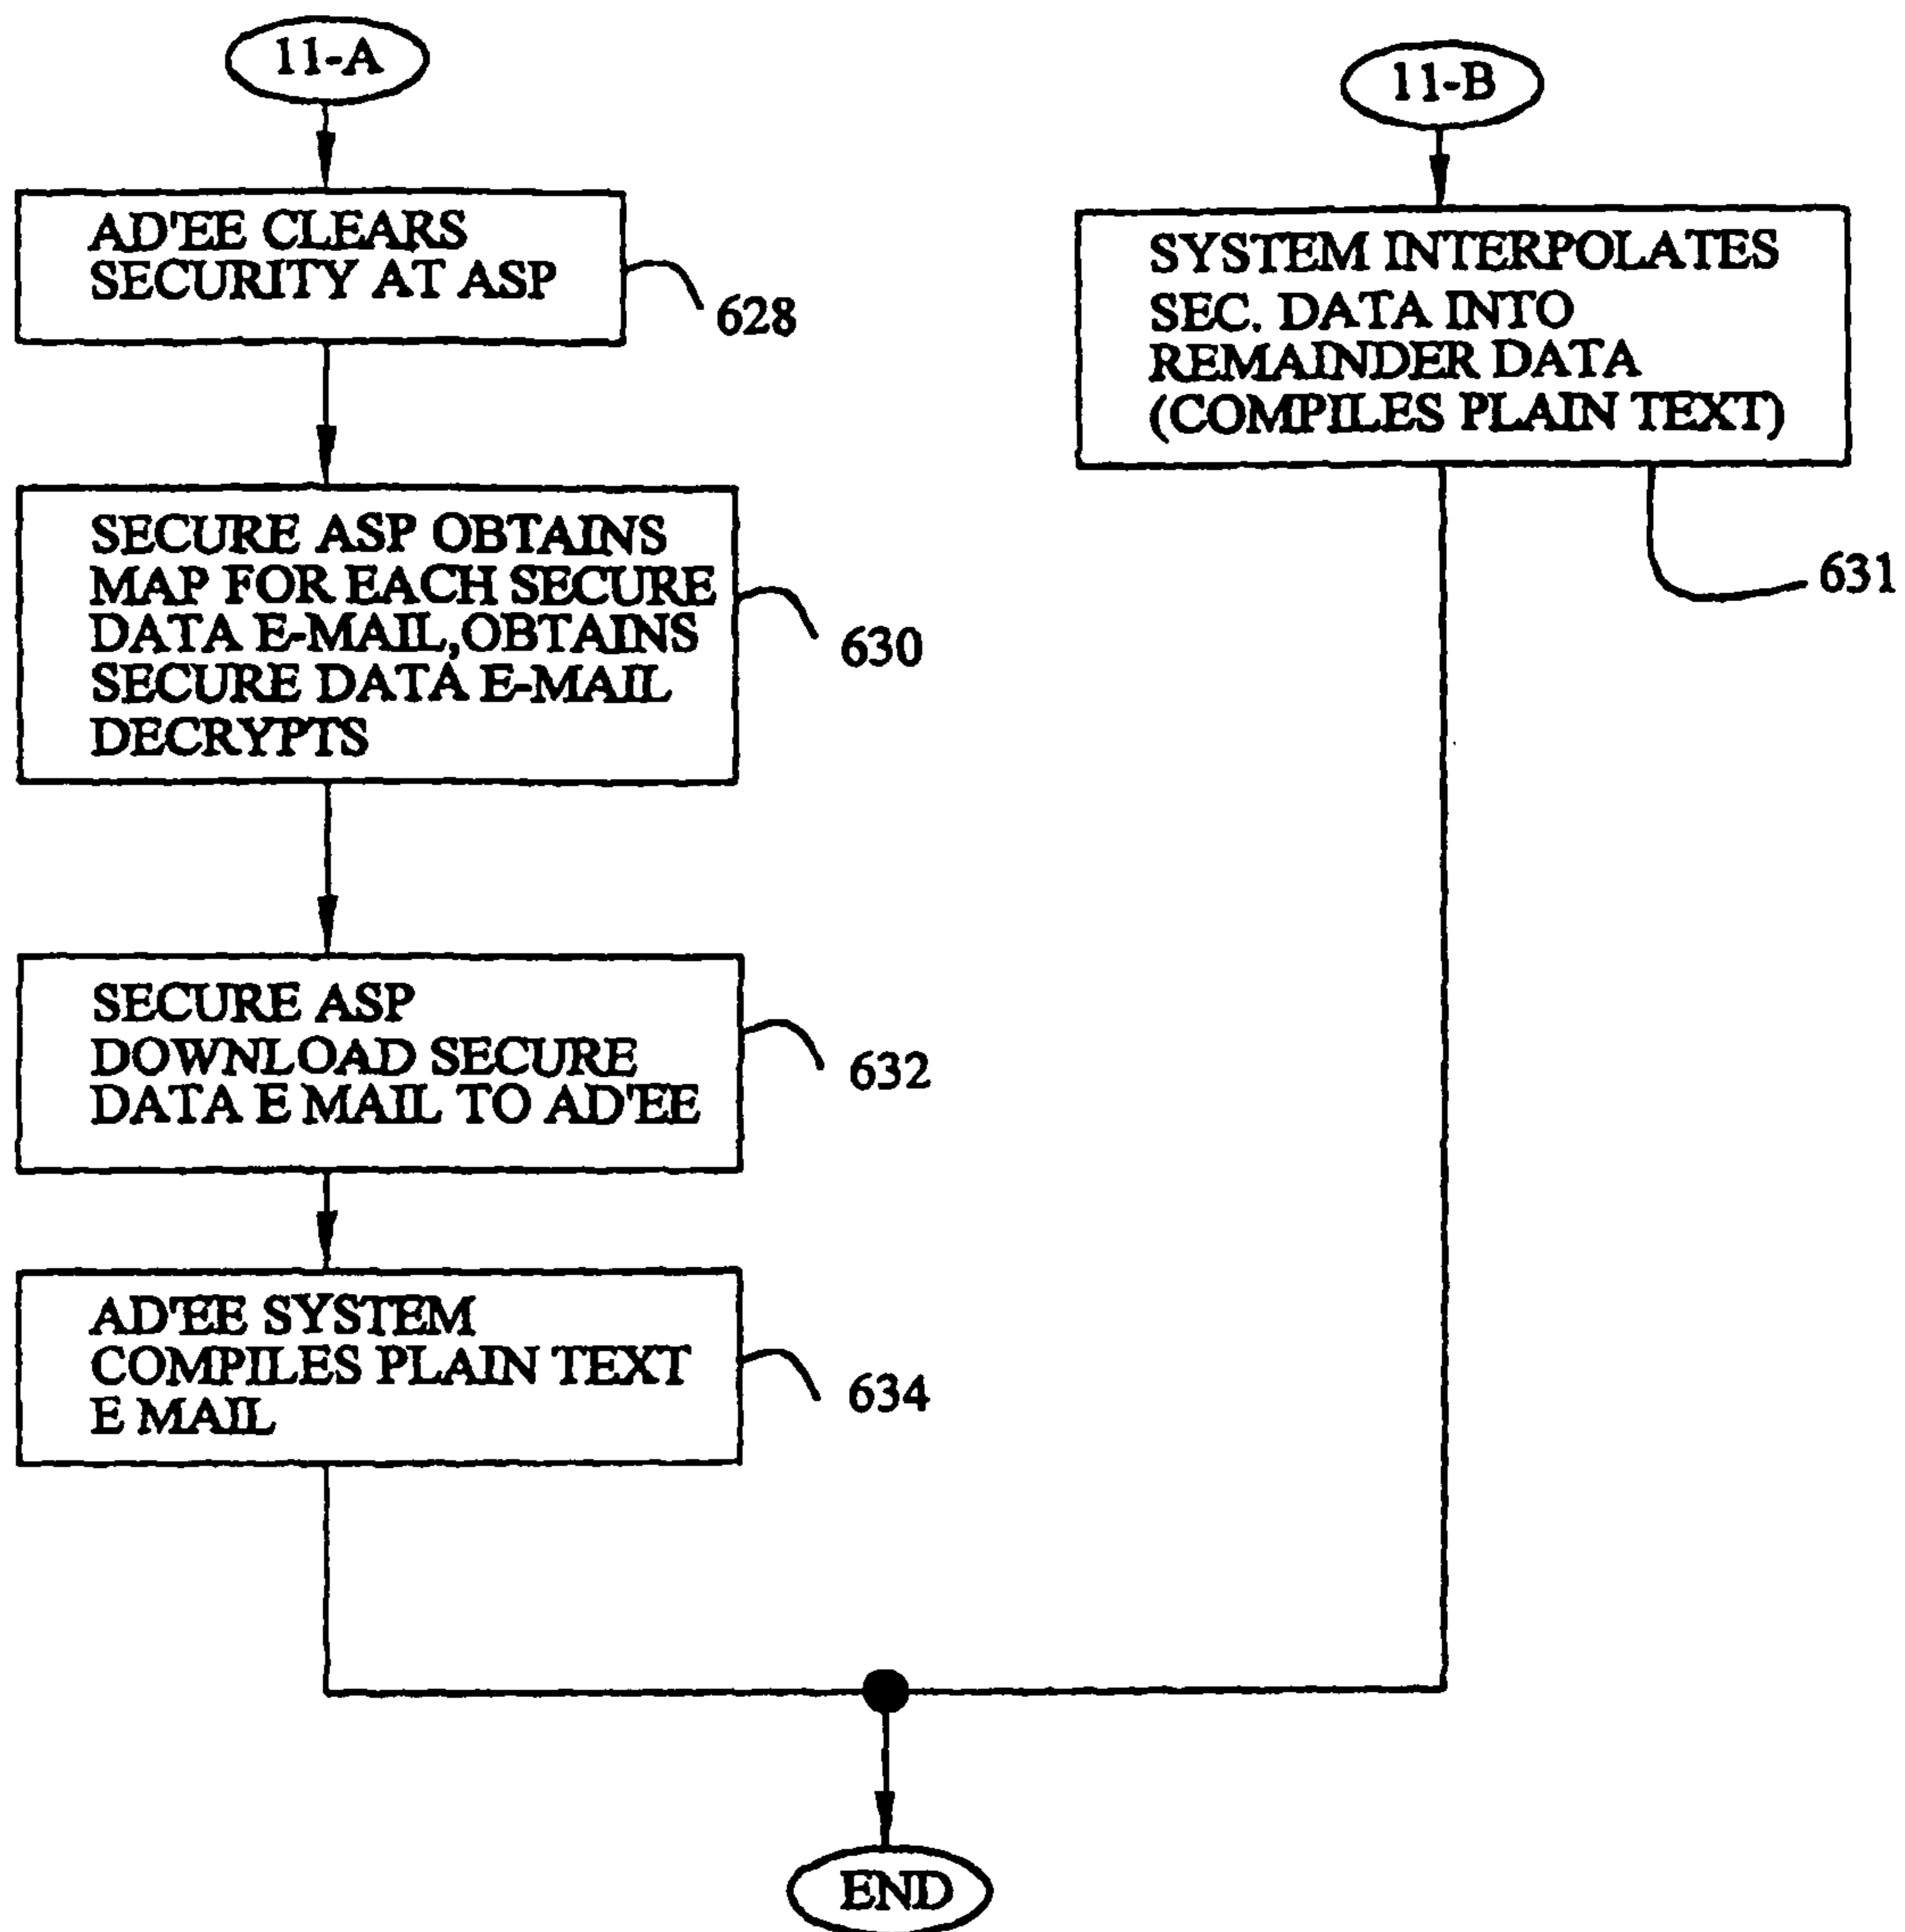 11-A
AD'EE CLEARS
SECURITY AT ASP
628
SECURE ASP OBTAINS
MAP FOR EACH SECURE
DATA E-MAIL,OBTAINS
SECURE DATA E-MAIL
DECRYPTS
630
SECURE ASP
DOWNLOAD SECURE
DATA E MAIL TO AD'EE
632
AD'EE SYSTEM
COMPILES PLAIN TEXT
E MAIL
634
11-B
SYSTEM INTERPOLATES
SEC. DATA INTO
REMAINDER DATA
(COMPILES PLAIN TEXT)
631
END